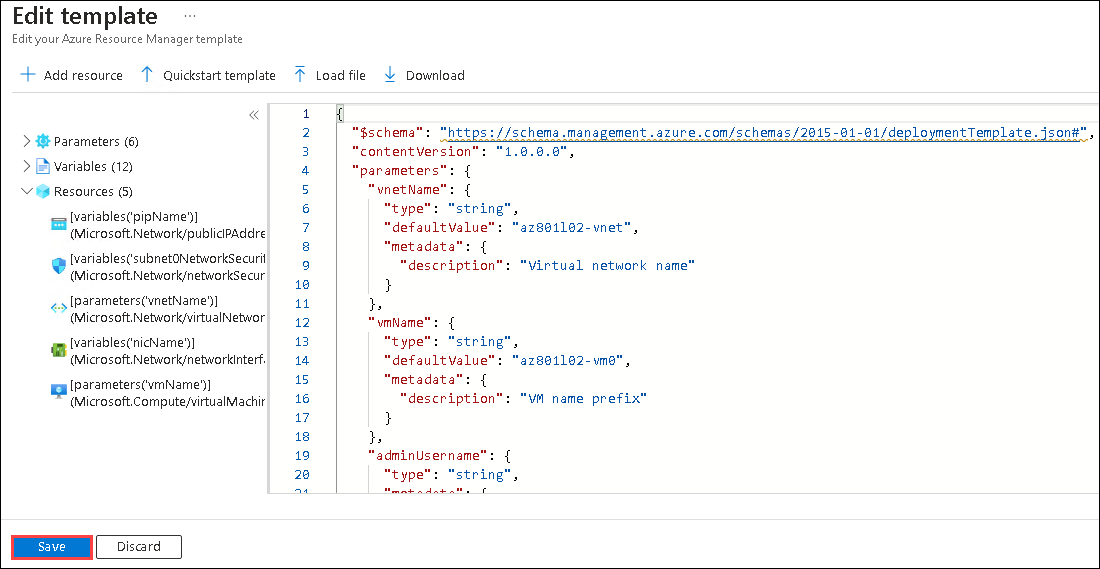 Edit template ...
Edit your Azure Resource Manager template
Add resource Quickstart template Load file Download
«
Parameters (6)
Variables (12)
Resources (5)
[variables('pipName')]
(Microsoft.Network/publicIPAddre
[variables('subnet0NetworkSecurit
(Microsoft.Network/networkSecur
[parameters('vnetName')]
(Microsoft.Network/virtualNetwor
[variables('nicName')]
(Microsoft.Network/networkInterf
[parameters('vmName')]
(Microsoft.Compute/virtualMachin
1 {
2 "$schema": "https://schema.management.azure.com/schemas/2015-01-01/deploymentTemplate.json#",
3 "contentVersion": "1.0.0.0",
4 "parameters": {
5 "vnetName": {
6 "type": "string",
7 "defaultValue": "az801l02-vnet",
8 "metadata": {
9 "description": "Virtual network name"
10 }
11 },
12 "vmName": {
13 "type": "string",
14 "defaultValue": "az801l02-vm0",
15 "metadata": {
16 "description": "VM name prefix"
17 }
18 },
19 "adminUsername": {
20 "type": "string",
21 "metadata": {
Save Discard